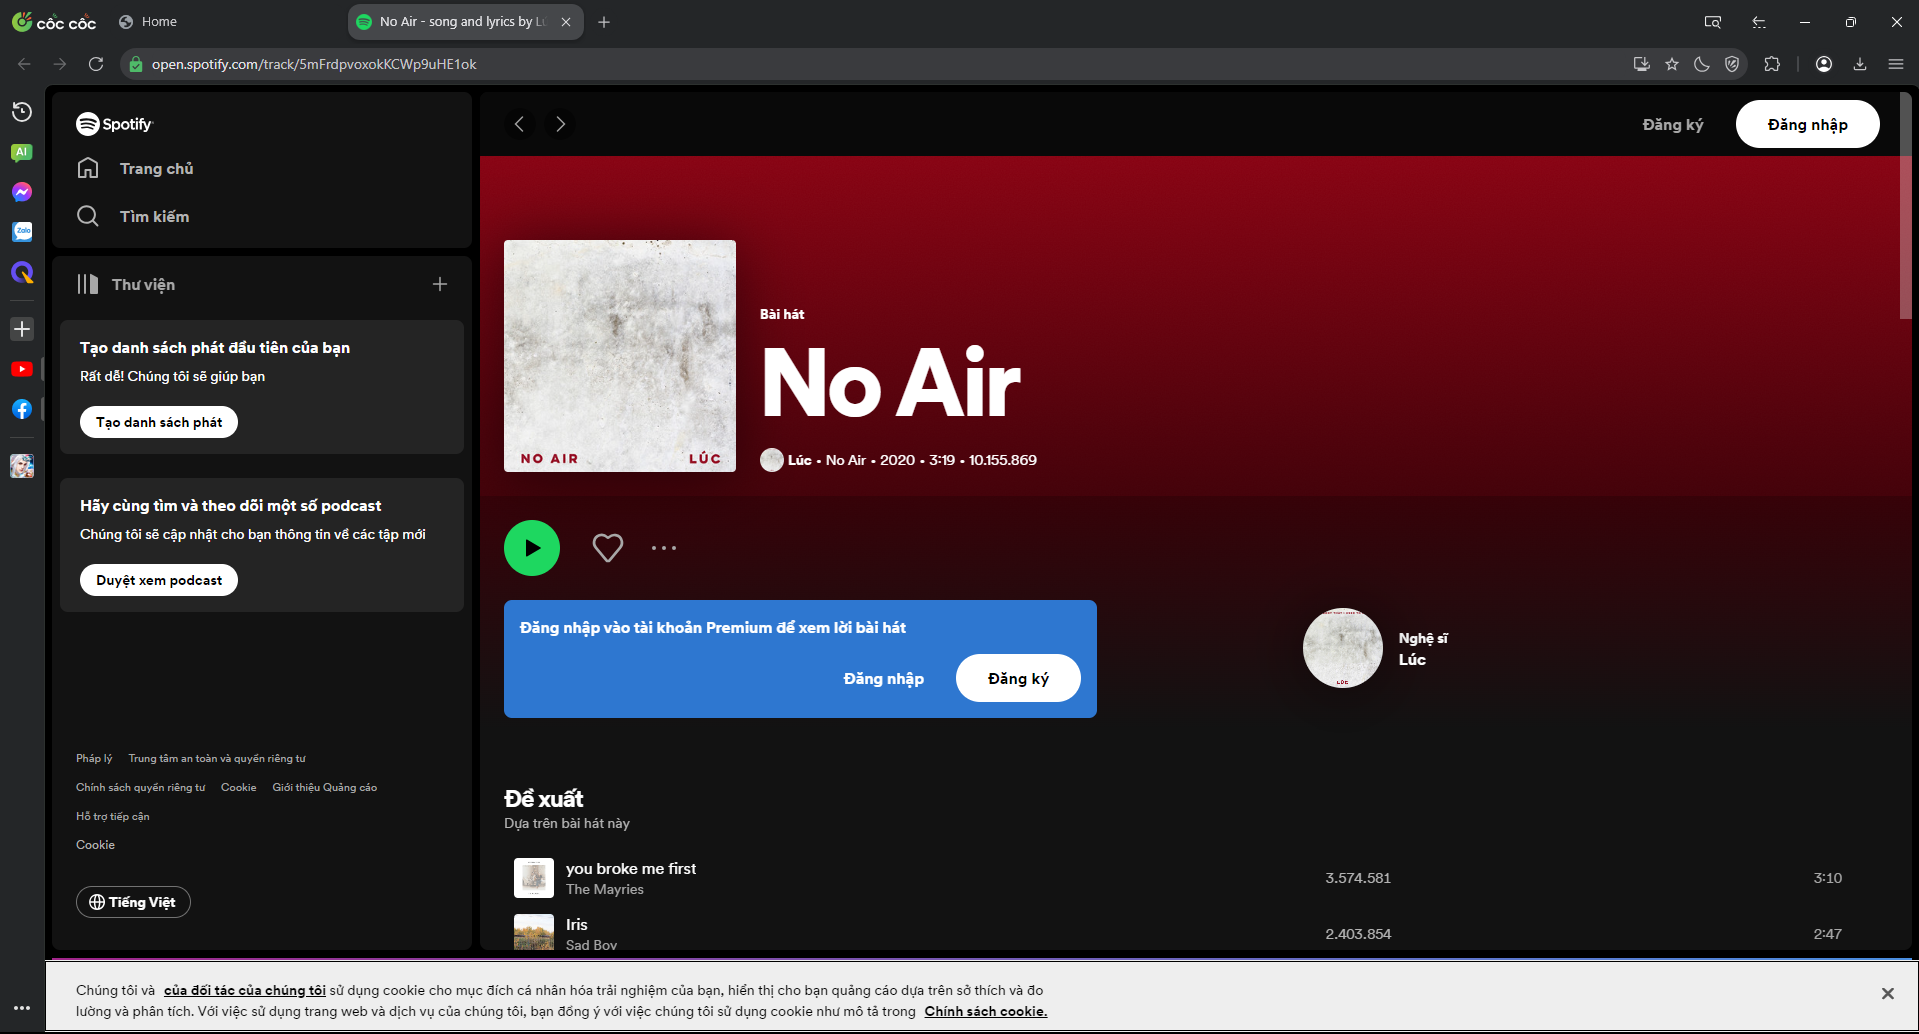 cốc cốc
Home
No Air - song and lyrics by Lú
open.spotify.com/track/5mFrdpvoxokKCWp9uHE1ok
AI
Zalo
Spotify
Trang chủ
Tìm kiếm
Thư viện
Tạo danh sách phát đầu tiên của bạn
Rất dễ! Chúng tôi sẽ giúp bạn
Tạo danh sách phát
Hãy cùng tìm và theo dõi một số podcast
Chúng tôi sẽ cập nhật cho bạn thông tin về các tập mới
Duyệt xem podcast
Pháp lý Trung tâm an toàn và quyền riêng tư
Chính sách quyền riêng tư Cookie Giới thiệu Quảng cáo
Hỗ trợ tiếp cận
Cookie
Tiếng Việt
Đăng ký Đăng nhập
NO AIR LÚC
Bài hát
No Air
Lúc • No Air • 2020 • 3:19 • 10.155.869
Đăng nhập vào tài khoản Premium để xem lời bài hát
Đăng nhập Đăng ký
LÚC
Nghệ sĩ
Lúc
Đề xuất
Dựa trên bài hát này
you broke me first
The Mayries
3.574.581 3:10
Iris
Sad Boy
2.403.854 2:47
Chúng tôi và của đối tác của chúng tôi sử dụng cookie cho mục đích cá nhân hóa trải nghiệm của bạn, hiển thị cho bạn quảng cáo dựa trên sở thích và đo
lường và phân tích. Với việc sử dụng trang web và dịch vụ của chúng tôi, bạn đồng ý với việc chúng tôi sử dụng cookie như mô tả trong Chính sách cookie.